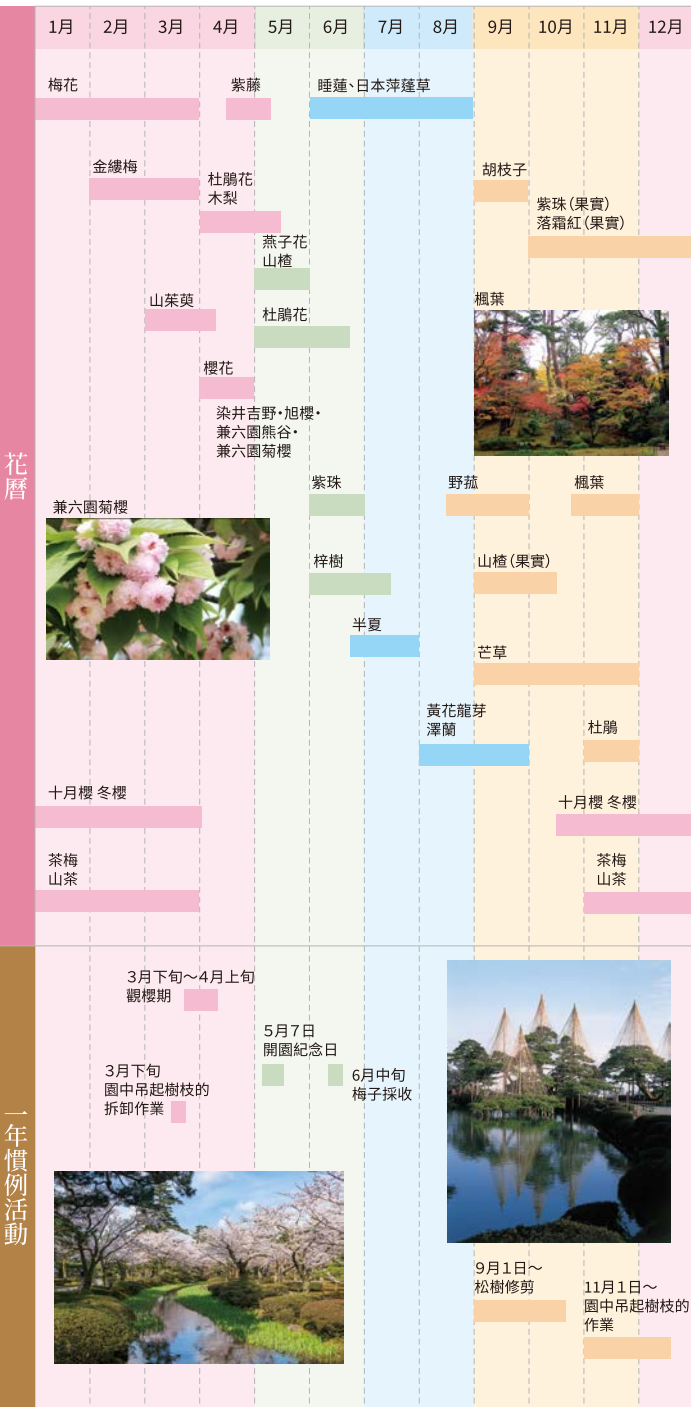 1月 2月 3月 4月 5月 6月 7月 8月 9月 10月 11月 12月
花曆
梅花
紫藤
睡蓮、日本萍蓬草
金縷梅
杜鵑花
木梨
胡枝子
紫珠（果實）
落霜紅（果實）
燕子花
山楂
山茱萸
杜鵑花
楓葉
櫻花
染井吉野・旭櫻・
兼六園熊谷・
兼六園菊櫻
紫珠
野菰
楓葉
兼六園菊櫻
梓樹
山楂（果實）
半夏
芒草
黃花龍芽
澤蘭
杜鵑
十月櫻 冬櫻
十月櫻 冬櫻
茶梅
山茶
茶梅
山茶
一年慣例活動
3月下旬～4月上旬
觀櫻期
5月7日
開園紀念日
3月下旬
園中吊起樹枝的
拆卸作業
6月中旬
梅子採收
9月1日～
松樹修剪
11月1日～
園中吊起樹枝的
作業